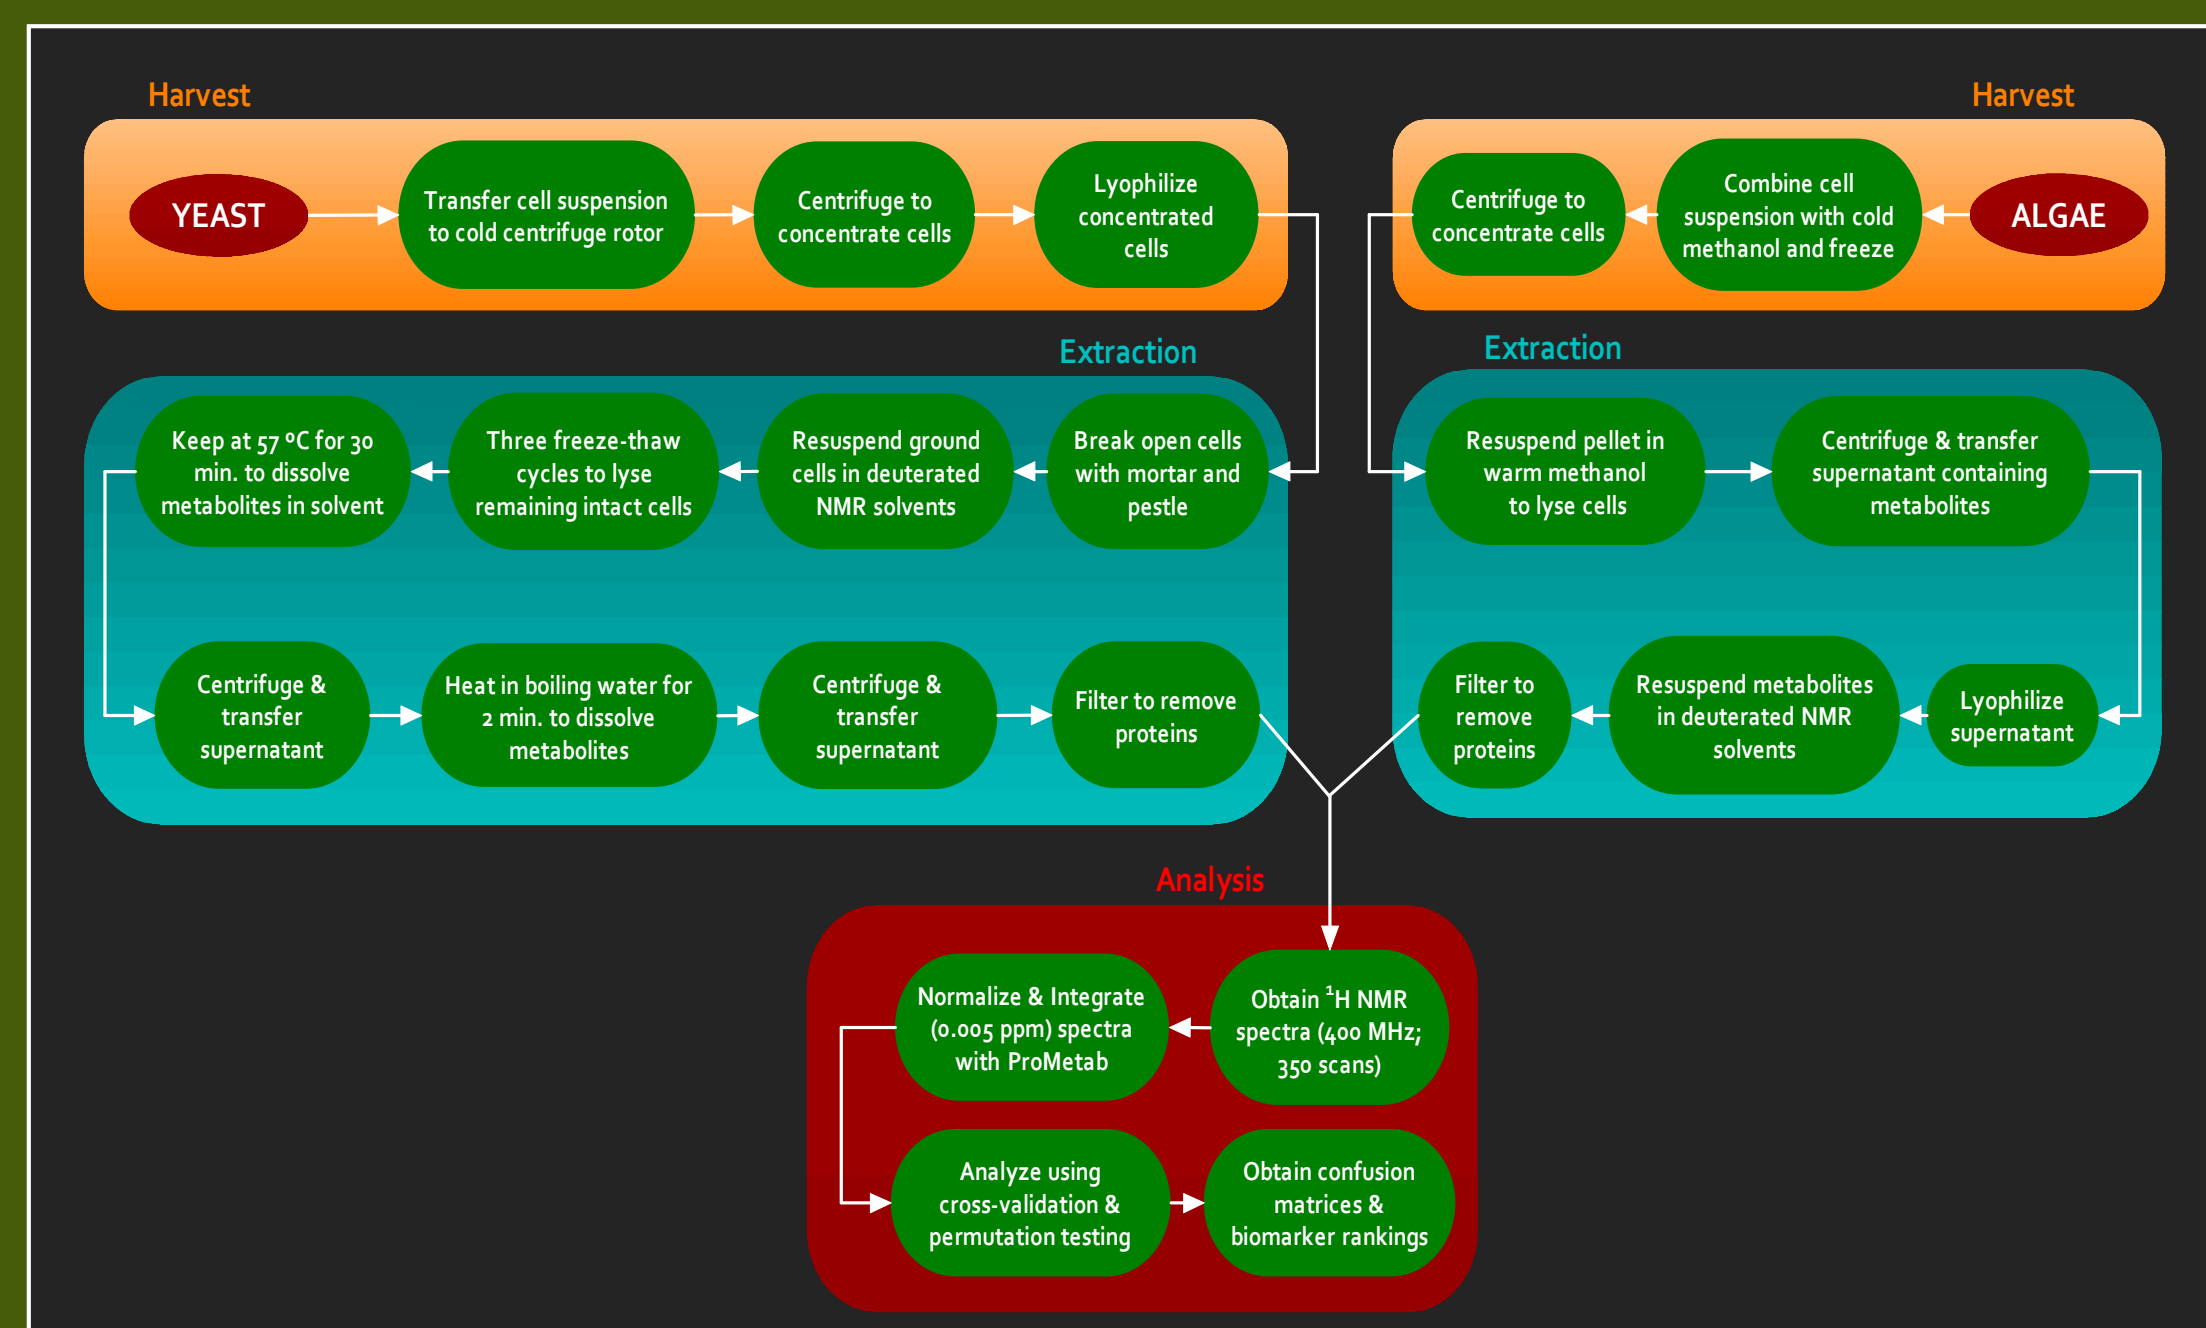 Harvest
YEAST
Transfer cell suspension
to cold centrifuge rotor
Centrifuge to
concentrate cells
Lyophilize
concentrated
cells
Harvest
ALGAE
Combine cell
suspension with cold
methanol and freeze
Centrifuge to
concentrate cells
Extraction
Break open cells
with mortar and
pestle
Resuspend ground
cells in deuterated
NMR solvents
Three freeze-thaw
cycles to lyse
remaining intact cells
Keep at 57 ºC for 30
min. to dissolve
metabolites in solvent
Centrifuge &
transfer
supernatant
Heat in boiling water for
2 min. to dissolve
metabolites
Centrifuge &
transfer
supernatant
Filter to remove
proteins
Extraction
Resuspend pellet in
warm methanol
to lyse cells
Centrifuge & transfer
supernatant containing
metabolites
Lyophilize
supernatant
Resuspend metabolites
in deuterated NMR
solvents
Filter to
remove
proteins
Analysis
Obtain ¹H NMR
spectra (400 MHz;
350 scans)
Normalize & Integrate
(0.005 ppm) spectra
with ProMetab
Analyze using
cross-validation &
permutation testing
Obtain confusion
matrices &
biomarker rankings